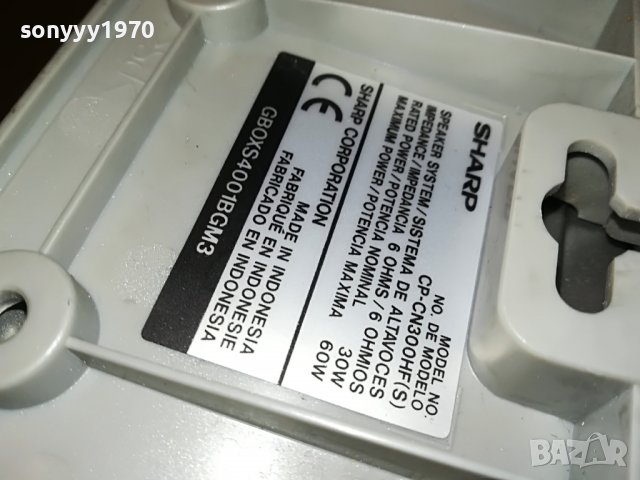 sonyyy1970
SHARP
MODEL NO.
NO. DE MODELO
CP-CN300HF(S)
SPEAKER SYSTEM/SISTEMA DE ALTAVOCES
IMPEDANCE/IMPEDANCIA 6 OHMS/6 OHMIOS
RATED POWER/POTENCIA NOMINAL 30W
MAXIMUM POWER/POTENCIA MAXIMA 60W
SHARP CORPORATION
CE
MADE IN INDONESIA
FABRIQUÉ EN INDONESIE
FABRICADO EN INDONESIA
GBOXS4001BGM3
BAZAR